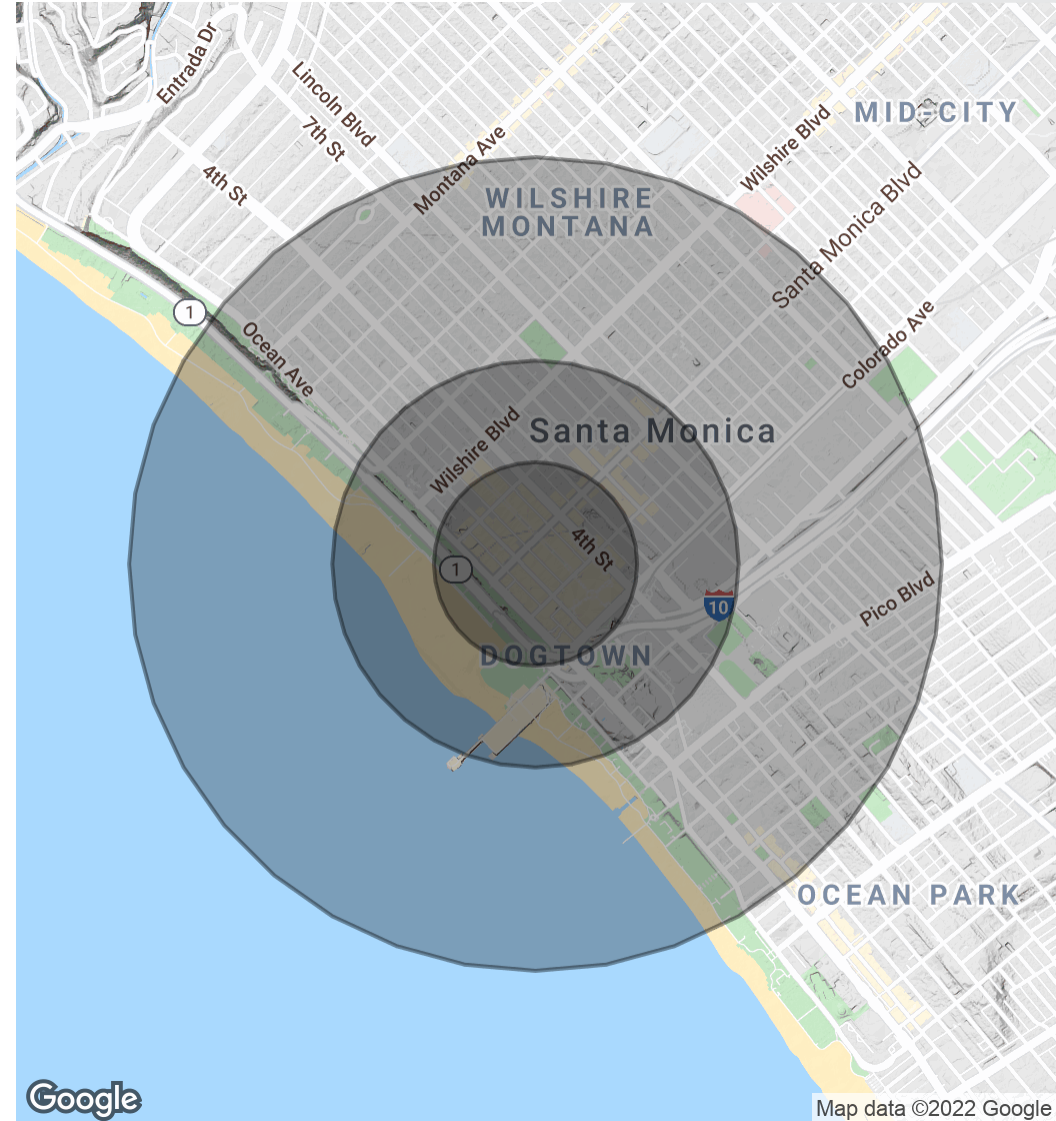 Entrada Dr
Lincoln Blvd
7th St
Montana Ave
4th St
Wilshire Blvd
MID-CITY
WILSHIRE
MONTANA
Santa Monica Blvd
1
Ocean Ave
Colorado Ave
Wilshire Blvd
Santa Monica
4th St
1
10
Pico Blvd
DOGTOWN
OCEAN PARK
Google
Map data ©2022 Google